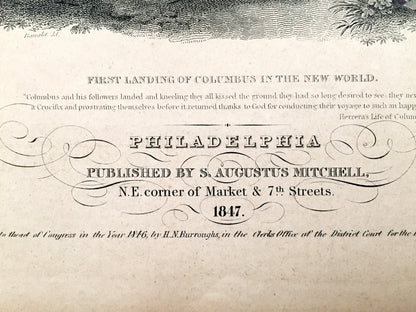 FIRST LANDING OF COLUMBUS IN THE NEW WORLD.
"Columbus and his followers landed and kneeling they all kissed the ground they had so long desired to see, they nex
a Crucifix and prostrating themselves before it returned thanks to God for conducting their voyage to such an happ
Herrera's Life of Colum
PHILADELPHIA
PUBLISHED BY S. AUGUSTUS MITCHELL,
N.E. corner of Market & 7th Streets.
1847.
to the act of Congress in the Year 1846, by H.N. Burroughs, in the Clerks Office of the District Court for the